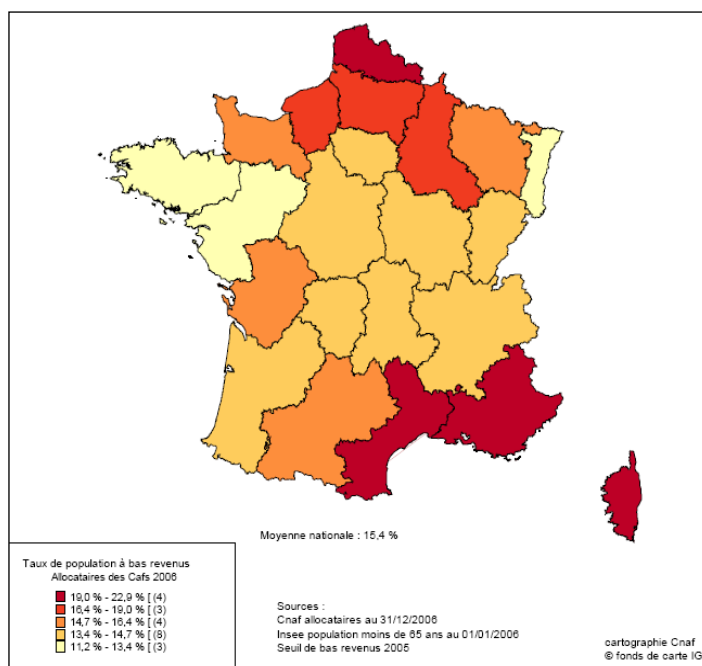 Moyenne nationale : 15,4 %
Taux de population à bas revenus
Allocataires des Cafs 2006
19,0 % - 22,9 % [ (4)
16,4 % - 19,0 % [ (3)
14,7 % - 16,4 % [ (4)
13,4 % - 14,7 % [ (8)
11,2 % - 13,4 % [ (3)
Sources :
Cnaf allocataires au 31/12/2006
Insee population moins de 65 ans au 01/01/2006
Seuil de bas revenus 2005
cartographie Cnaf
© fonds de carte IG